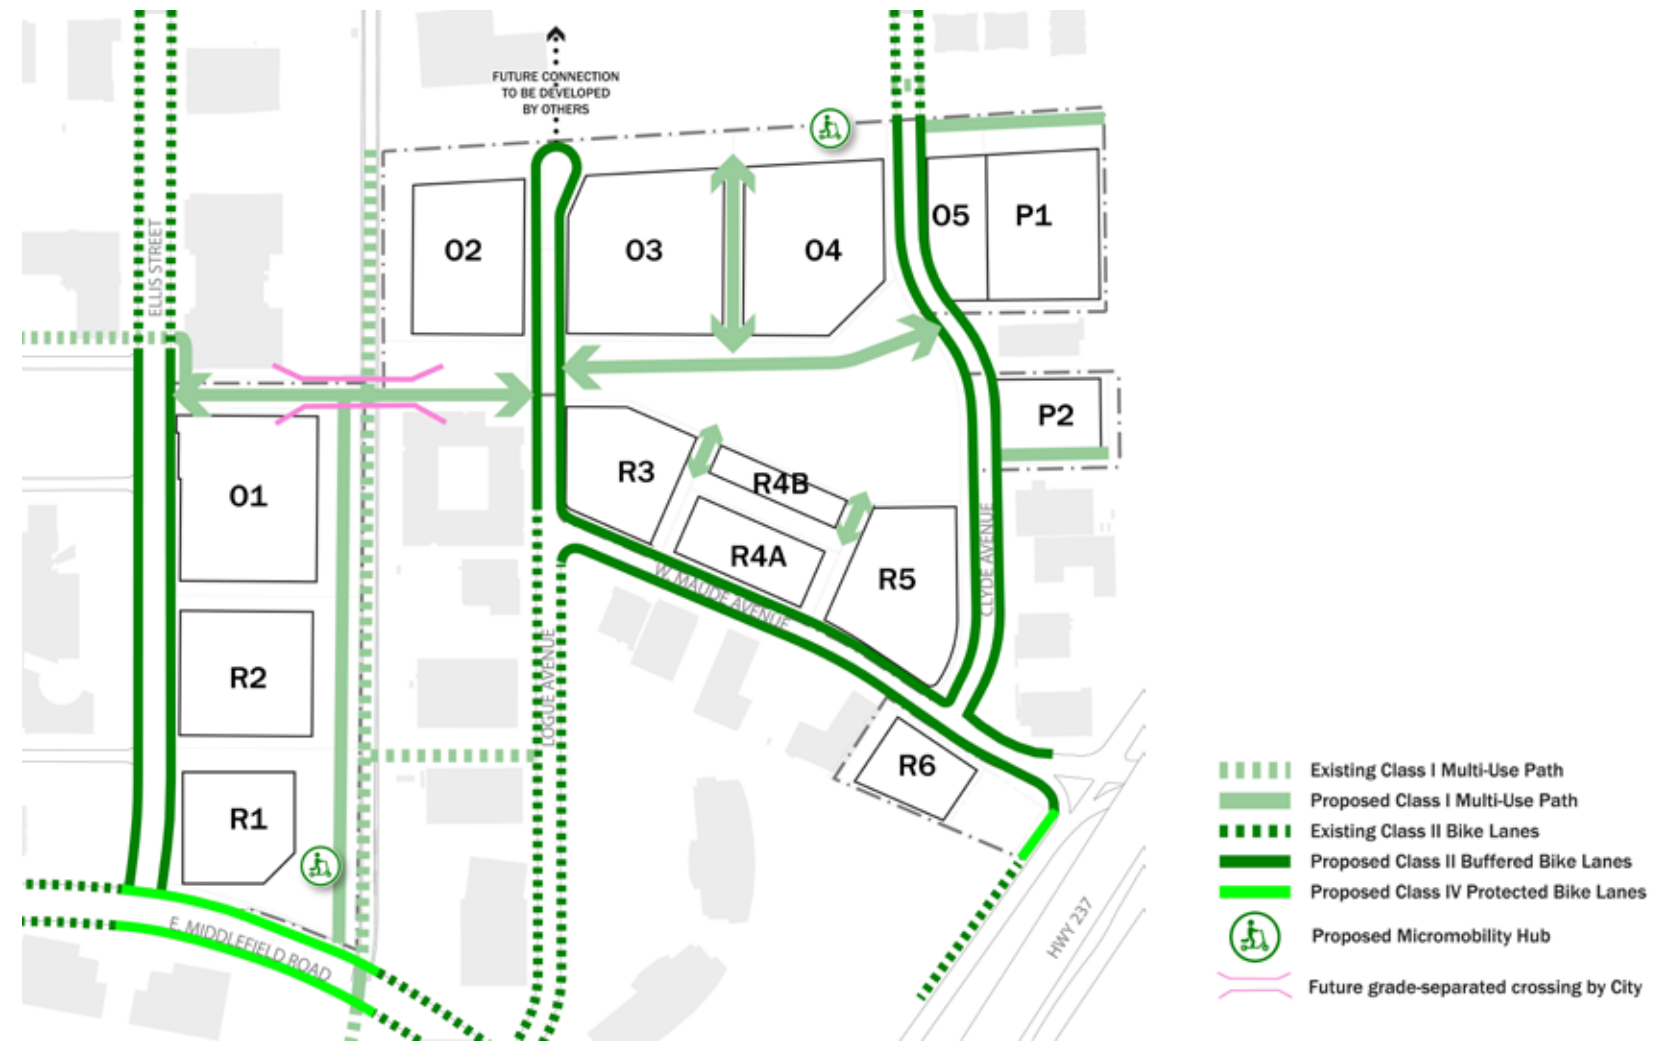 FUTURE CONNECTION
TO BE DEVELOPED
BY OTHERS
ELLIS STREET
O2
O3
O4
O5
P1
P2
O1
R3
R4B
R4A
R5
W. MAUDE AVENUE
CLYDE AVENUE
R2
LOGUE AVENUE
R6
R1
E. MIDDLEFIELD ROAD
HWY 237
Existing Class I Multi-Use Path
Proposed Class I Multi-Use Path
Existing Class II Bike Lanes
Proposed Class II Buffered Bike Lanes
Proposed Class IV Protected Bike Lanes
Proposed Micromobility Hub
Future grade-separated crossing by City